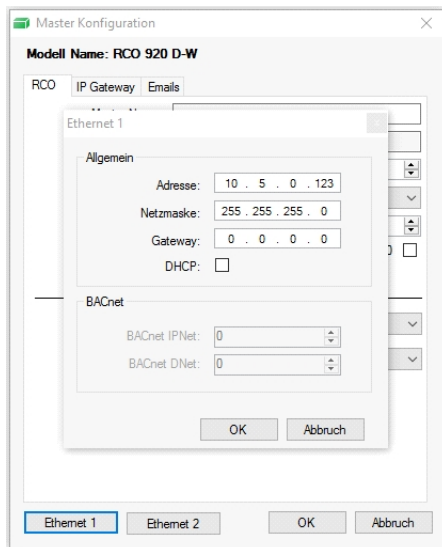 Master Konfiguration
Modell Name: RCO 920 D-W
RCO IP Gateway Emails
Ethernet 1
Allgemein
Adresse: 10 . 5 . 0 . 123
Netzmaske: 255 . 255 . 255 . 0
Gateway: 0 . 0 . 0 . 0
DHCP:
BACnet
BACnet IPNet: 0
BACnet DNet: 0
OK Abbruch
Ethernet 1 Ethernet 2 OK Abbruch